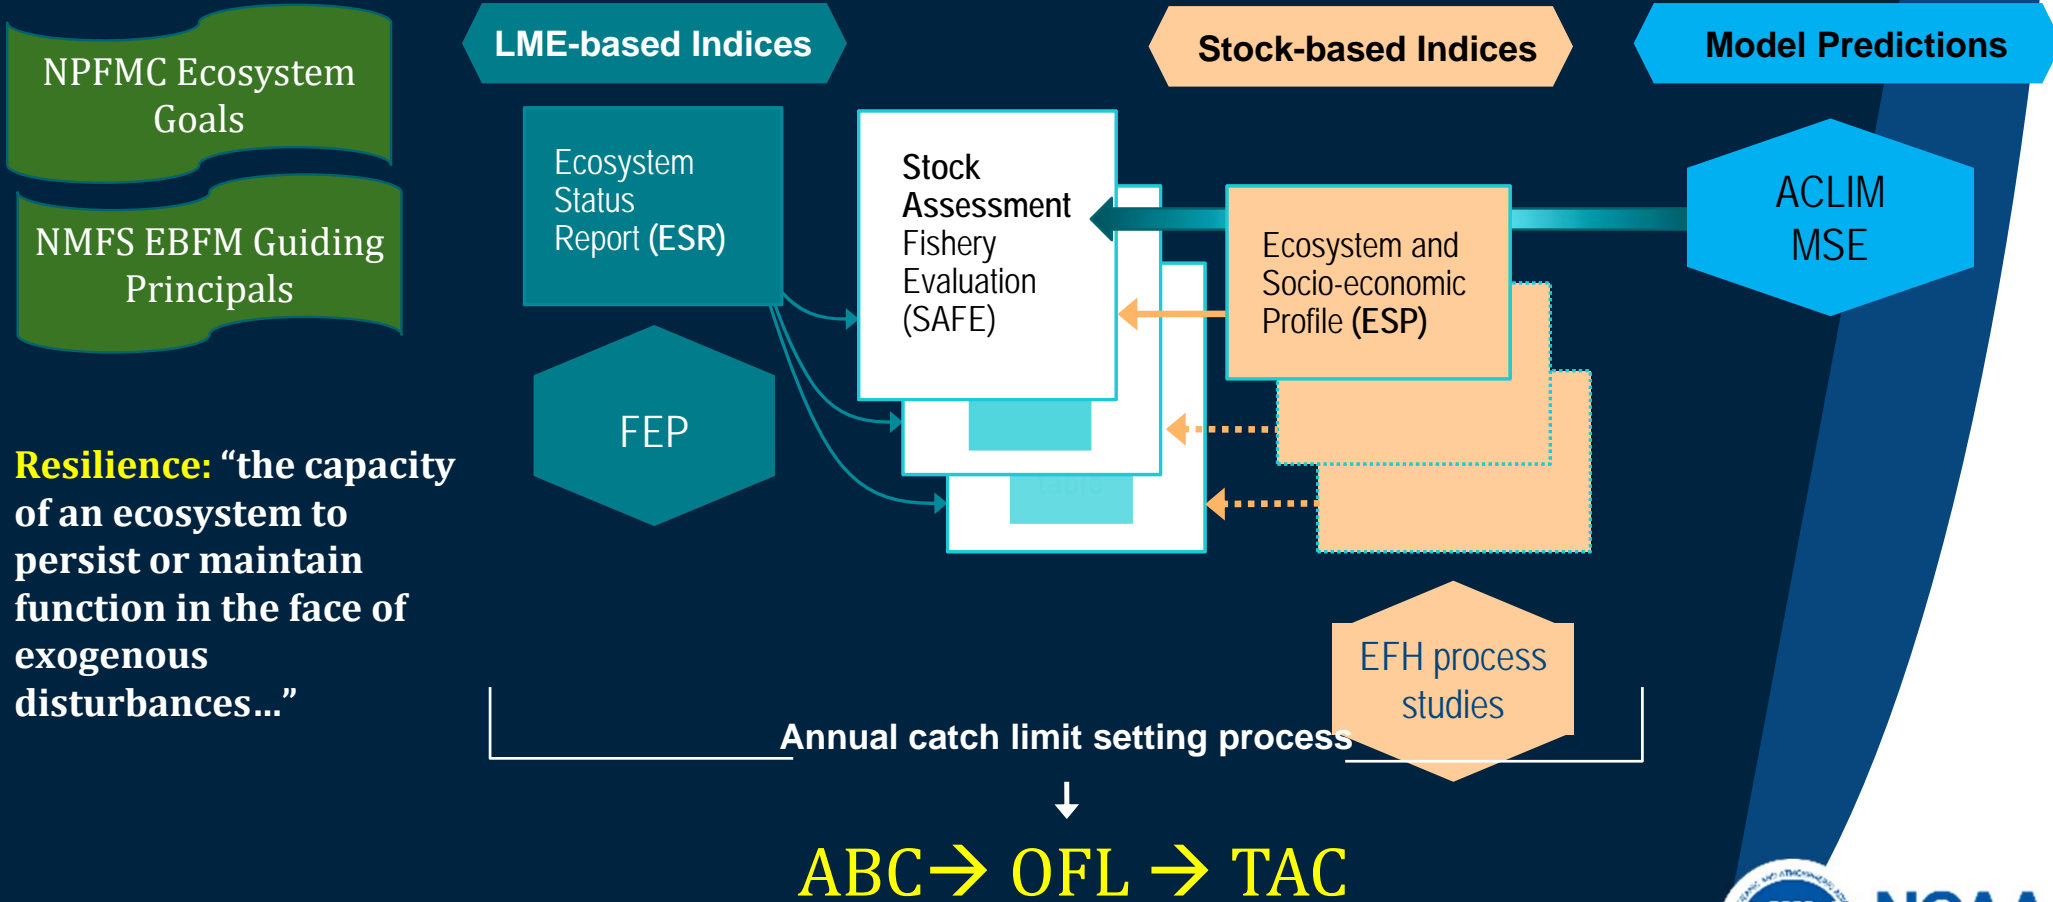 NPFMC Ecosystem
Goals
NMFS EBFM Guiding
Principals
Resilience: “the capacity
of an ecosystem to
persist or maintain
function in the face of
exogenous
disturbances…”
LME-based Indices
Stock-based Indices
Model Predictions
Ecosystem
Status
Report (ESR)
FEP
Stock
Assessment
Fishery
Evaluation
(SAFE)
Ecosystem and
Socio-economic
Profile (ESP)
ACLIM
MSE
EFH process
studies
Annual catch limit setting process
ABC→ OFL → TAC